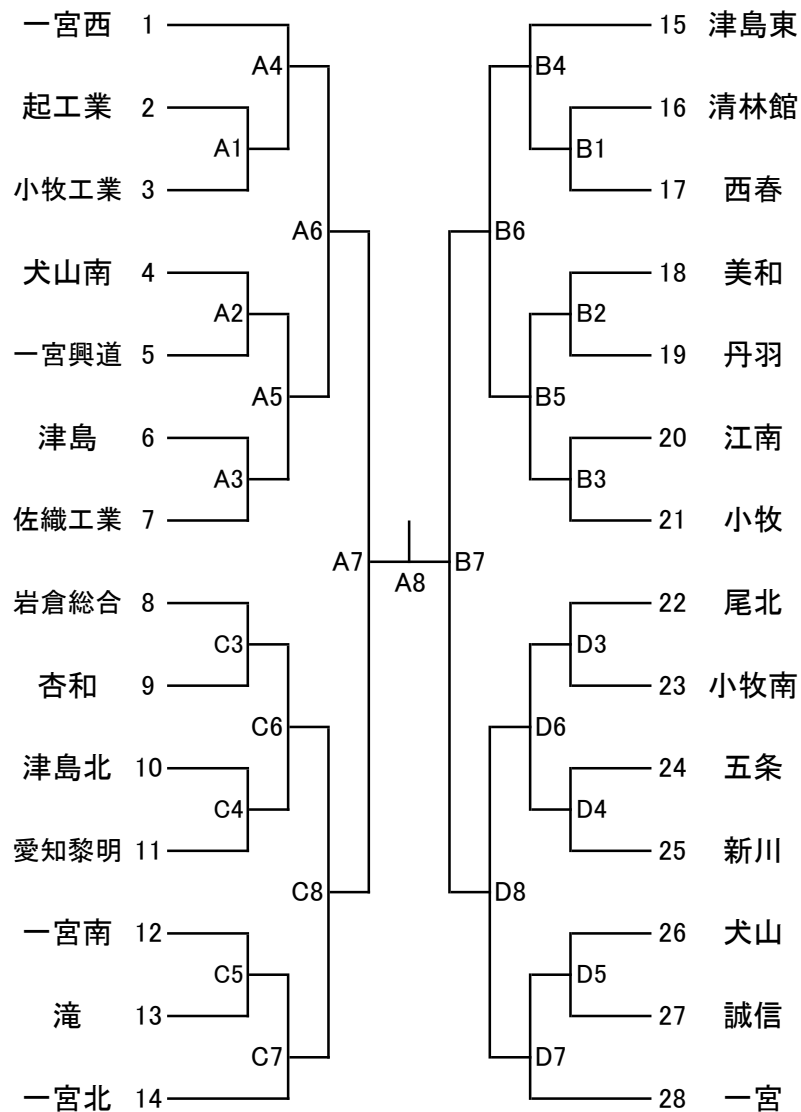 一宮西 1 15 津島東
A4 B4
起工業 2 16 清林館
A1 B1
小牧工業 3 17 西春
A6 B6
犬山南 4 18 美和
A2 B2
一宮興道 5 19 丹羽
A5 B5
津島 6 20 江南
A3 B3
佐織工業 7 21 小牧
A7 B7
A8
岩倉総合 8 22 尾北
C3 D3
杏和 9 23 小牧南
C6 D6
津島北 10 24 五条
C4 D4
愛知黎明 11 25 新川
C8 D8
一宮南 12 26 犬山
C5 D5
滝 13 27 誠信
C7 D7
一宮北 14 28 一宮